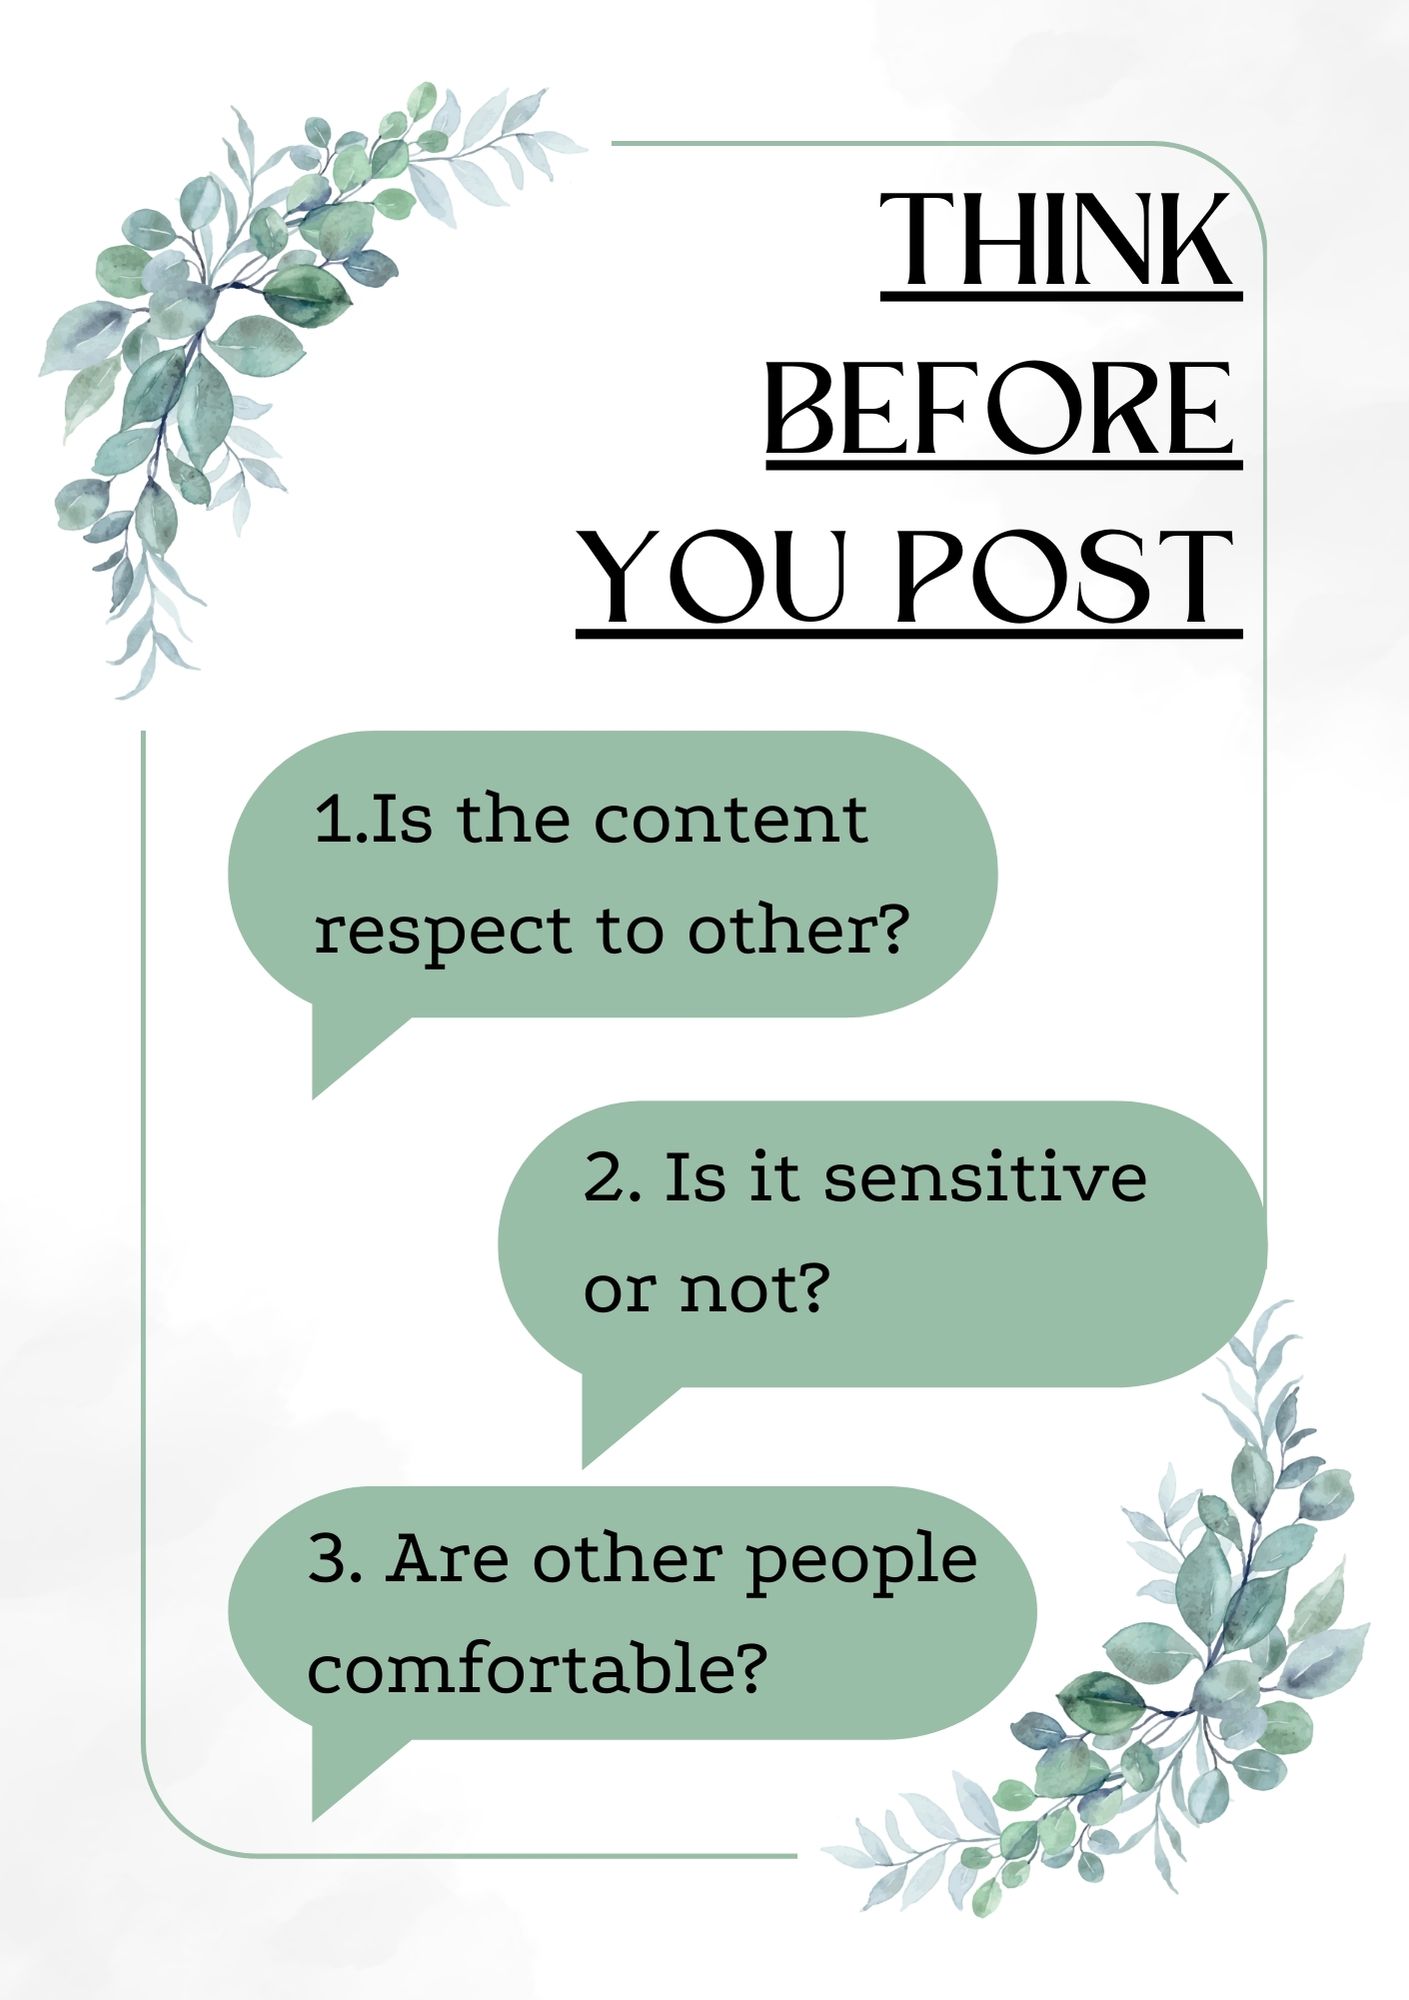 THINK
BEFORE
YOU POST
1.Is the content
respect to other?
2. Is it sensitive
or not?
3. Are other people
comfortable?